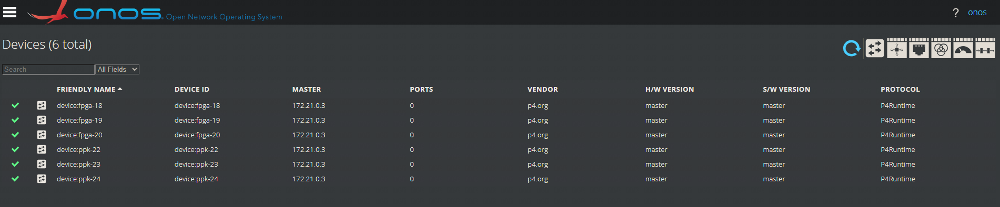 onos Open Network Operating System ? onos
Devices (6 total)
Search All Fields
FRIENDLY NAME DEVICE ID MASTER PORTS VENDOR H/W VERSION S/W VERSION PROTOCOL
device:fpga-18 device:fpga-18 172.21.0.3 0 p4.org master master P4Runtime
device:fpga-19 device:fpga-19 172.21.0.3 0 p4.org master master P4Runtime
device:fpga-20 device:fpga-20 172.21.0.3 0 p4.org master master P4Runtime
device:ppk-22 device:ppk-22 172.21.0.3 0 p4.org master master P4Runtime
device:ppk-23 device:ppk-23 172.21.0.3 0 p4.org master master P4Runtime
device:ppk-24 device:ppk-24 172.21.0.3 0 p4.org master master P4Runtime